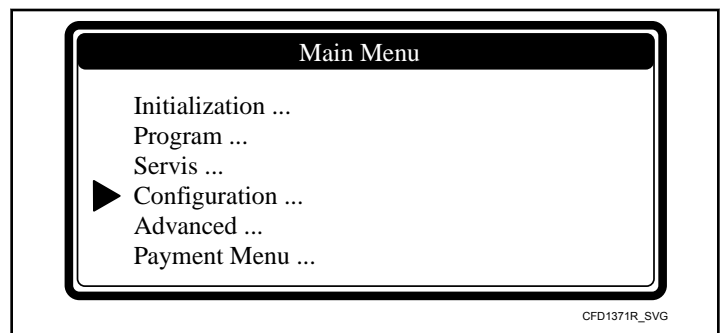 Main Menu
Initialization ...
Program ...
Servis ...
Configuration ...
Advanced ...
Payment Menu ...
CFD1371R_SVG